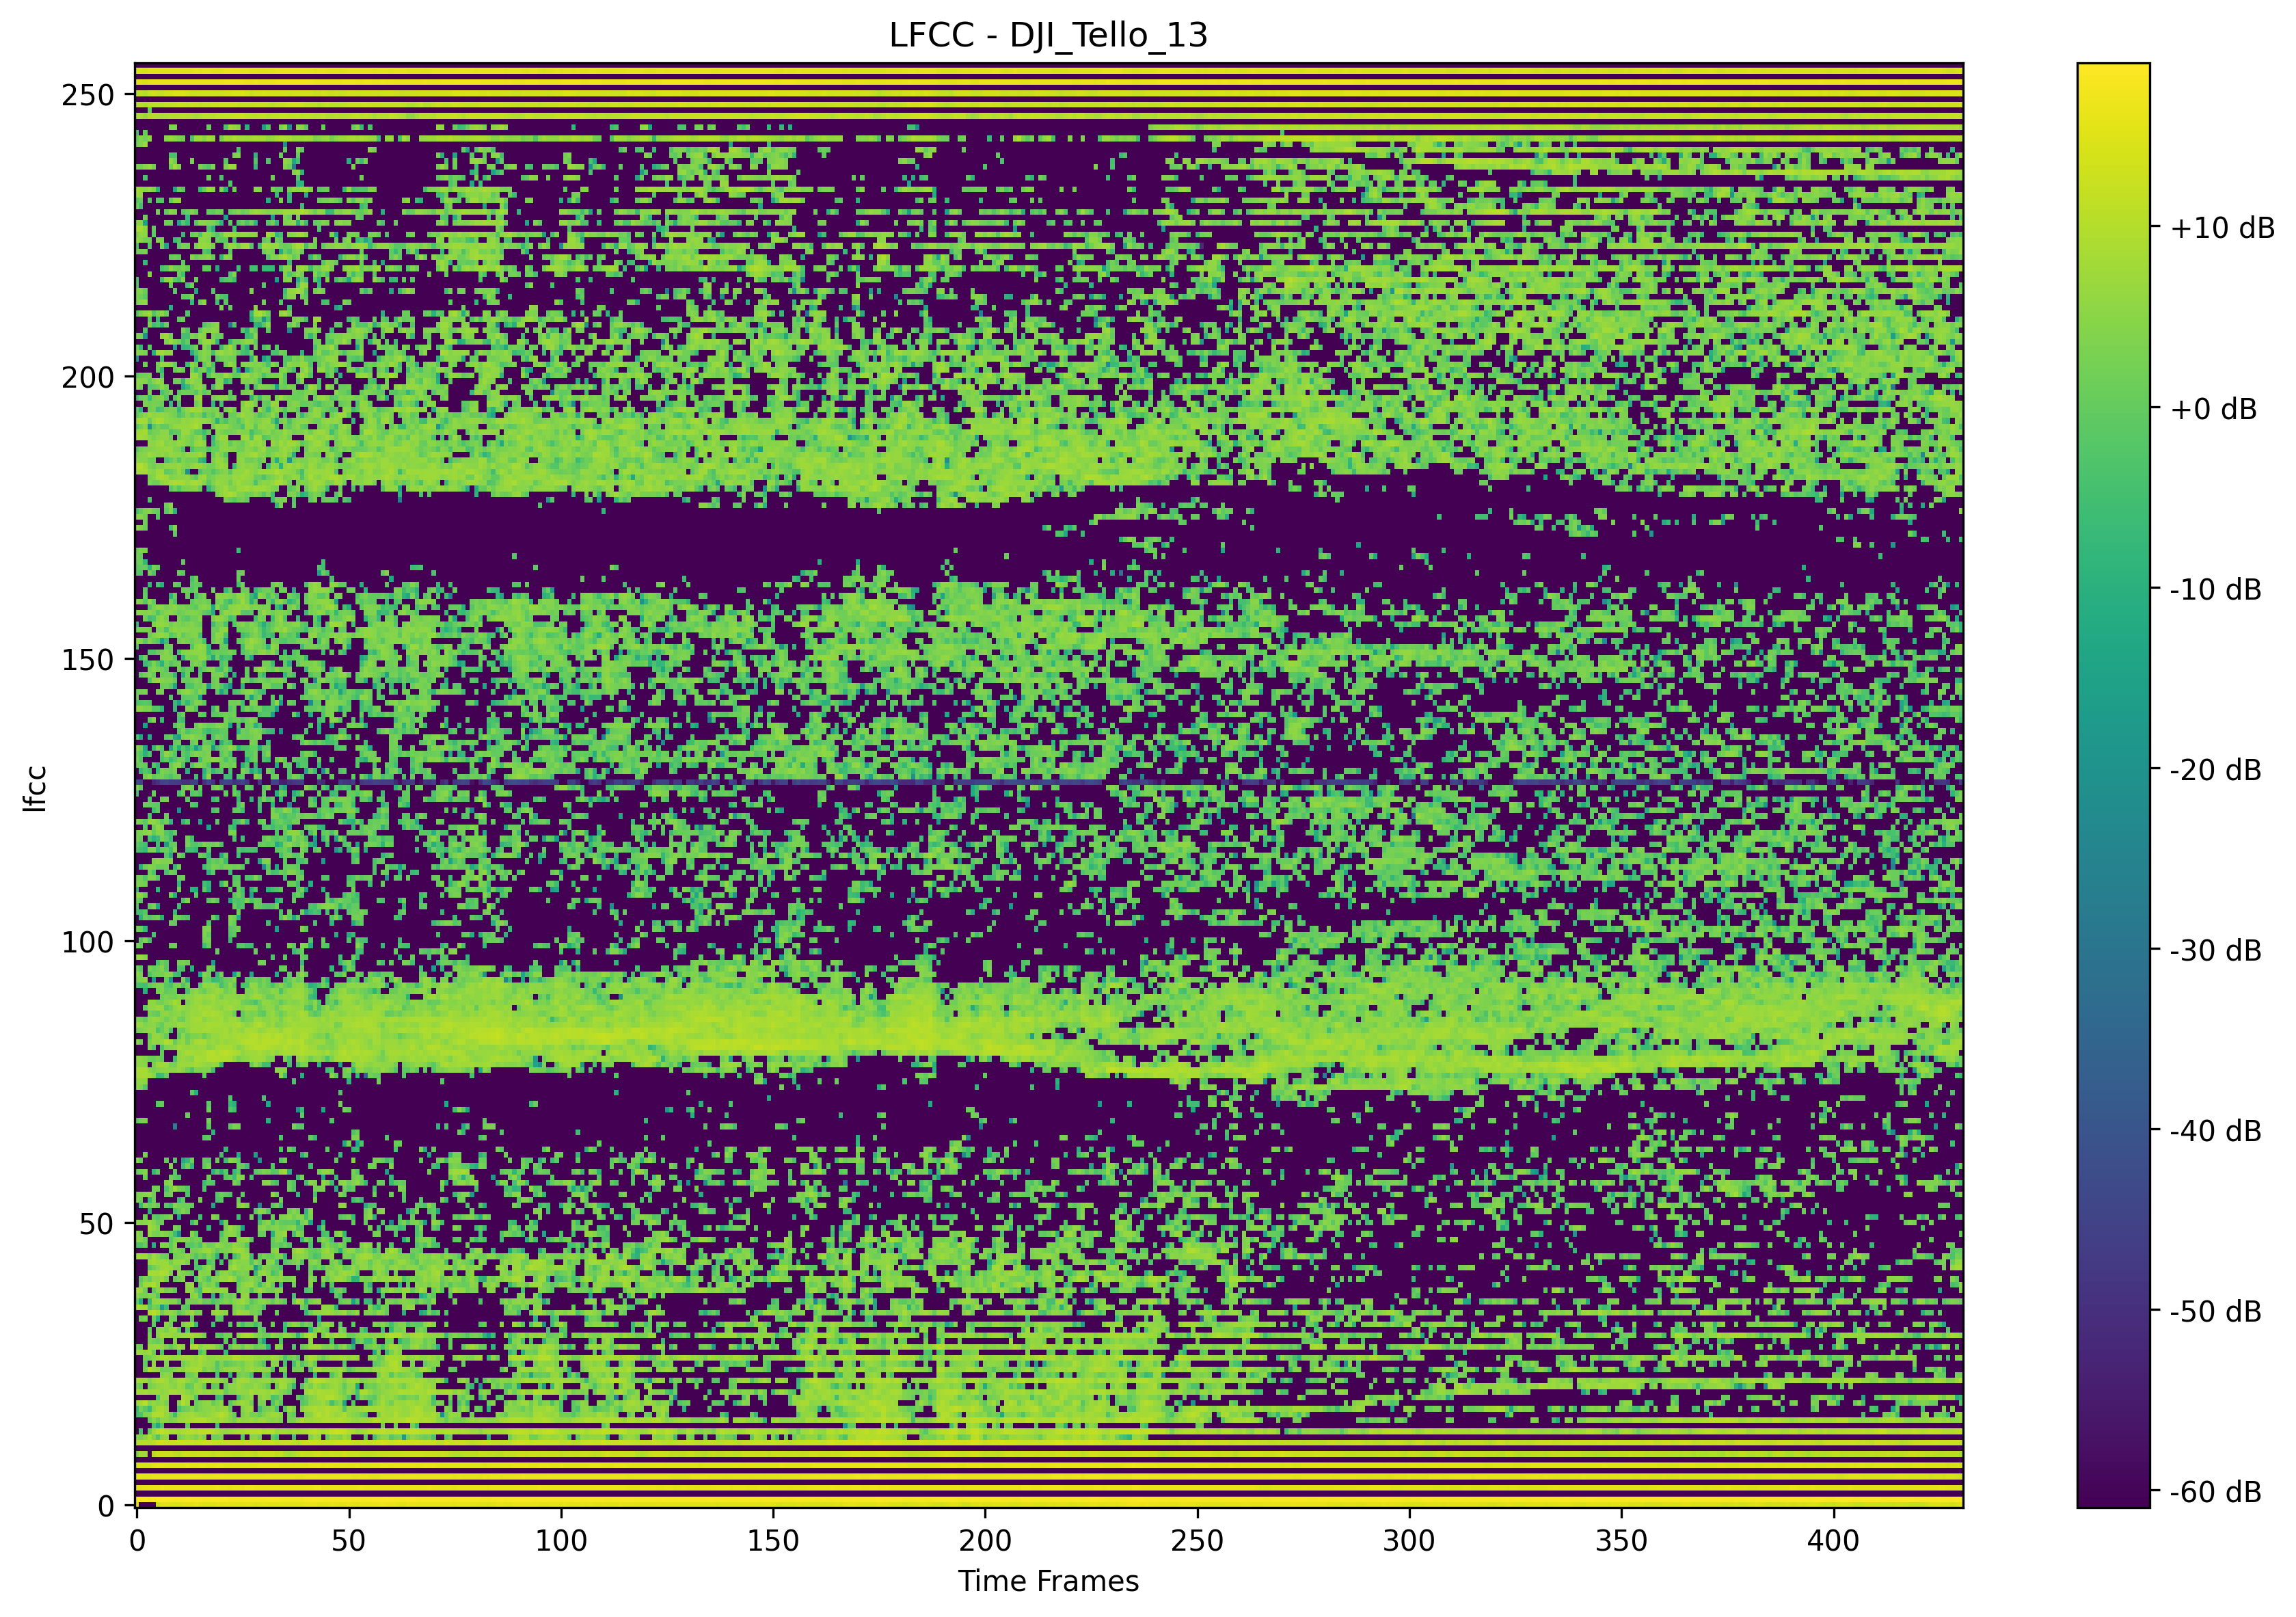 LFCC - DJI_Tello_13
250
200
150
100
50
0
lfcc
0 50 100 150 200 250 300 350 400
Time Frames
+10 dB
+0 dB
-10 dB
-20 dB
-30 dB
-40 dB
-50 dB
-60 dB